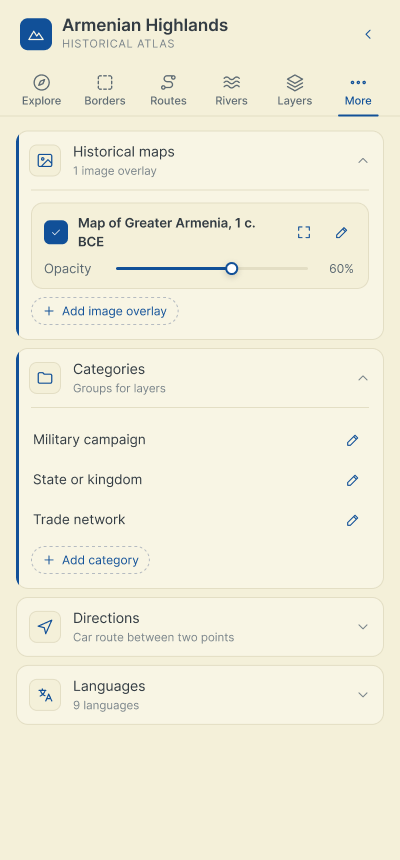 Armenian Highlands
HISTORICAL ATLAS
Explore
Borders
Routes
Rivers
Layers
More
Historical maps
1 image overlay
Map of Greater Armenia, 1 c.
BCE
Opacity
60%
Add image overlay
Categories
Groups for layers
Military campaign
State or kingdom
Trade network
Add category
Directions
Car route between two points
Languages
9 languages